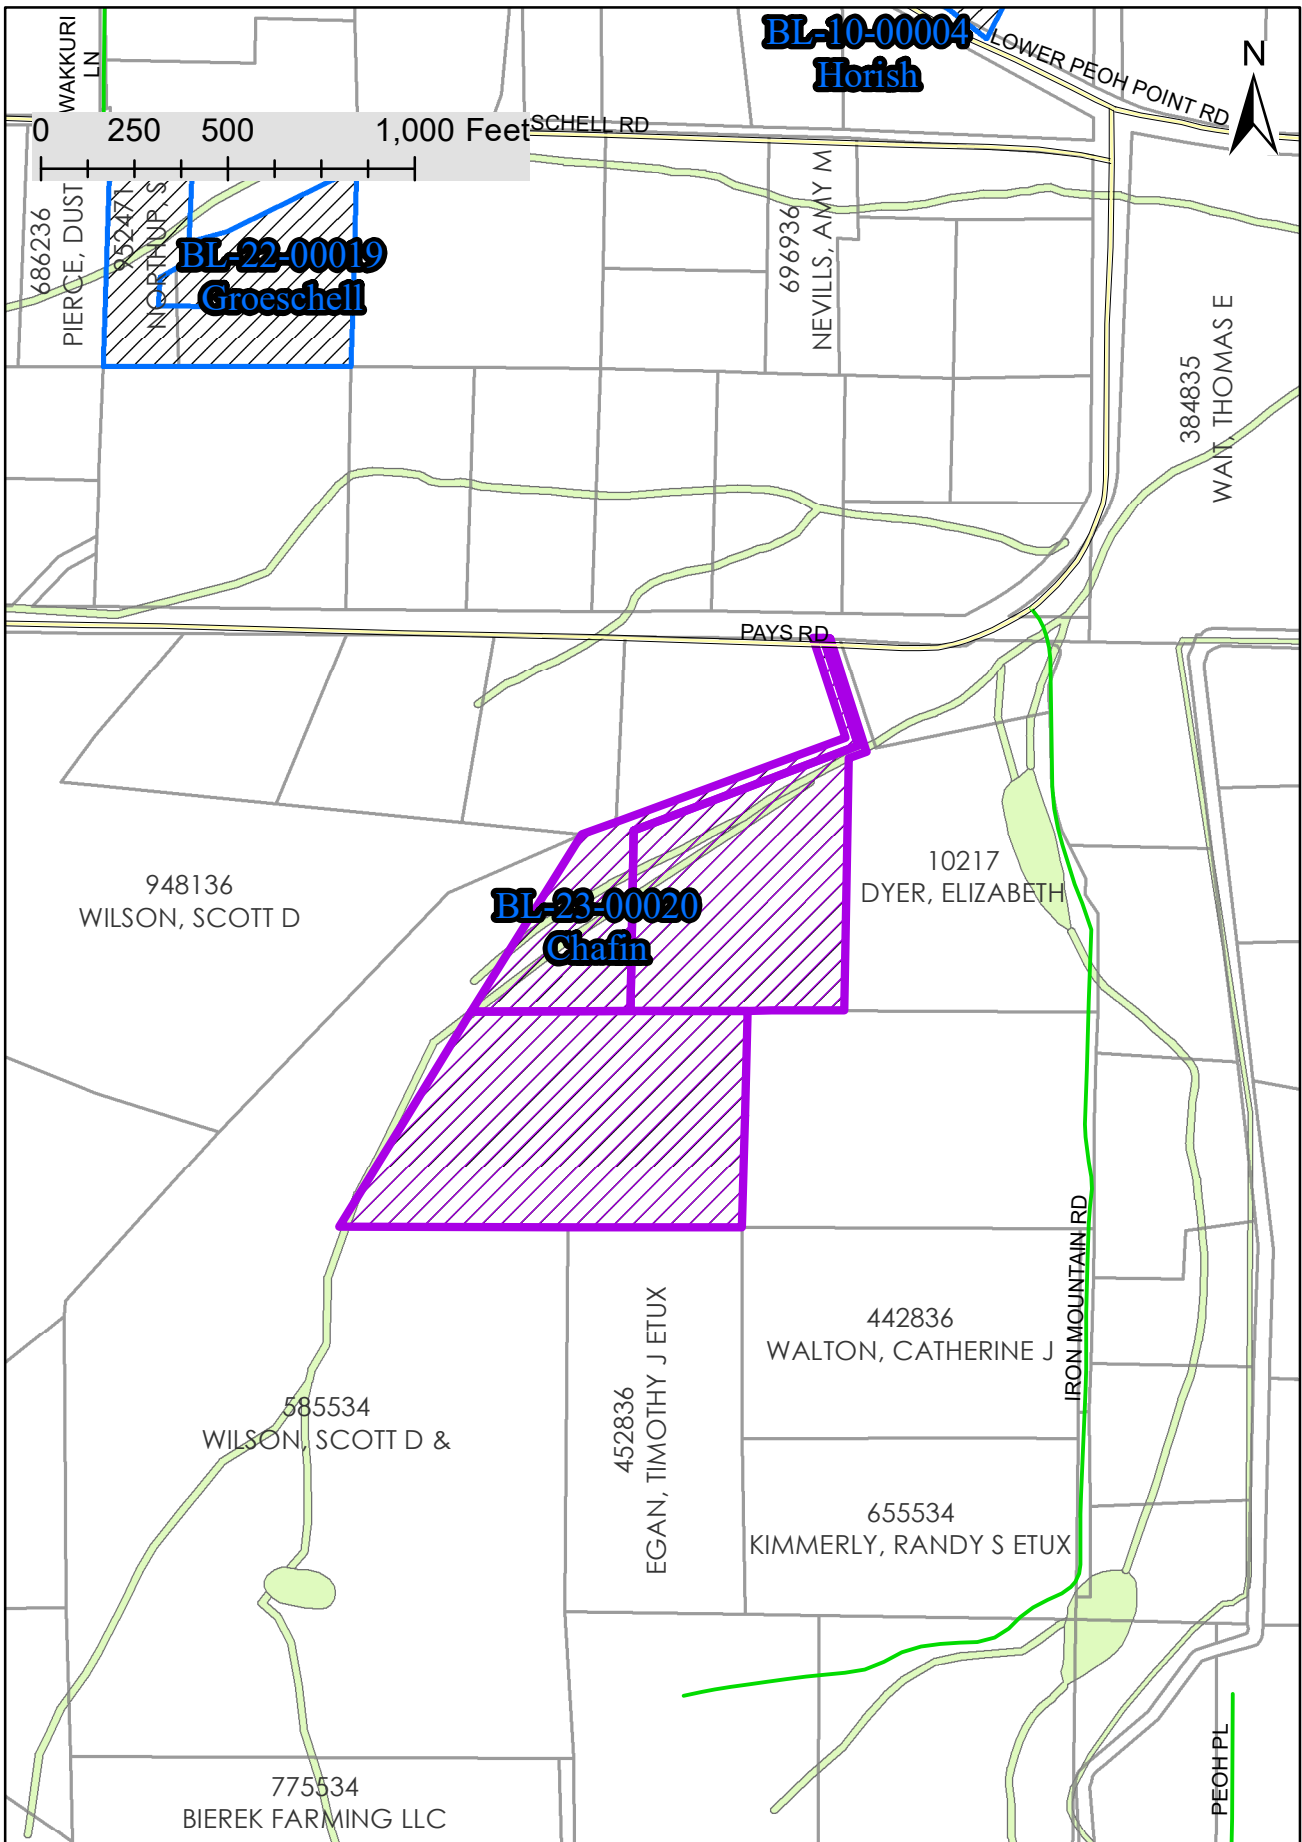 BL-10-00004
Horish
WAKKURI
LN
LOWER PEOH POINT RD
N
0 250 500 1,000 Feet
SCHELL RD
686236
PIERCE, DUST
952471
NORTHUP, S
BL-22-00019
Groeschell
696936
NEVILLS, AMY M
384835
WAIT, THOMAS E
PAYS RD
948136
WILSON, SCOTT D
BL-23-00020
Chafin
10217
DYER, ELIZABETH
IRON MOUNTAIN RD
442836
WALTON, CATHERINE J
452836
EGAN, TIMOTHY J ETUX
585534
WILSON, SCOTT D &
655534
KIMMERLY, RANDY S ETUX
PEOH PL
775534
BIEREK FARMING LLC